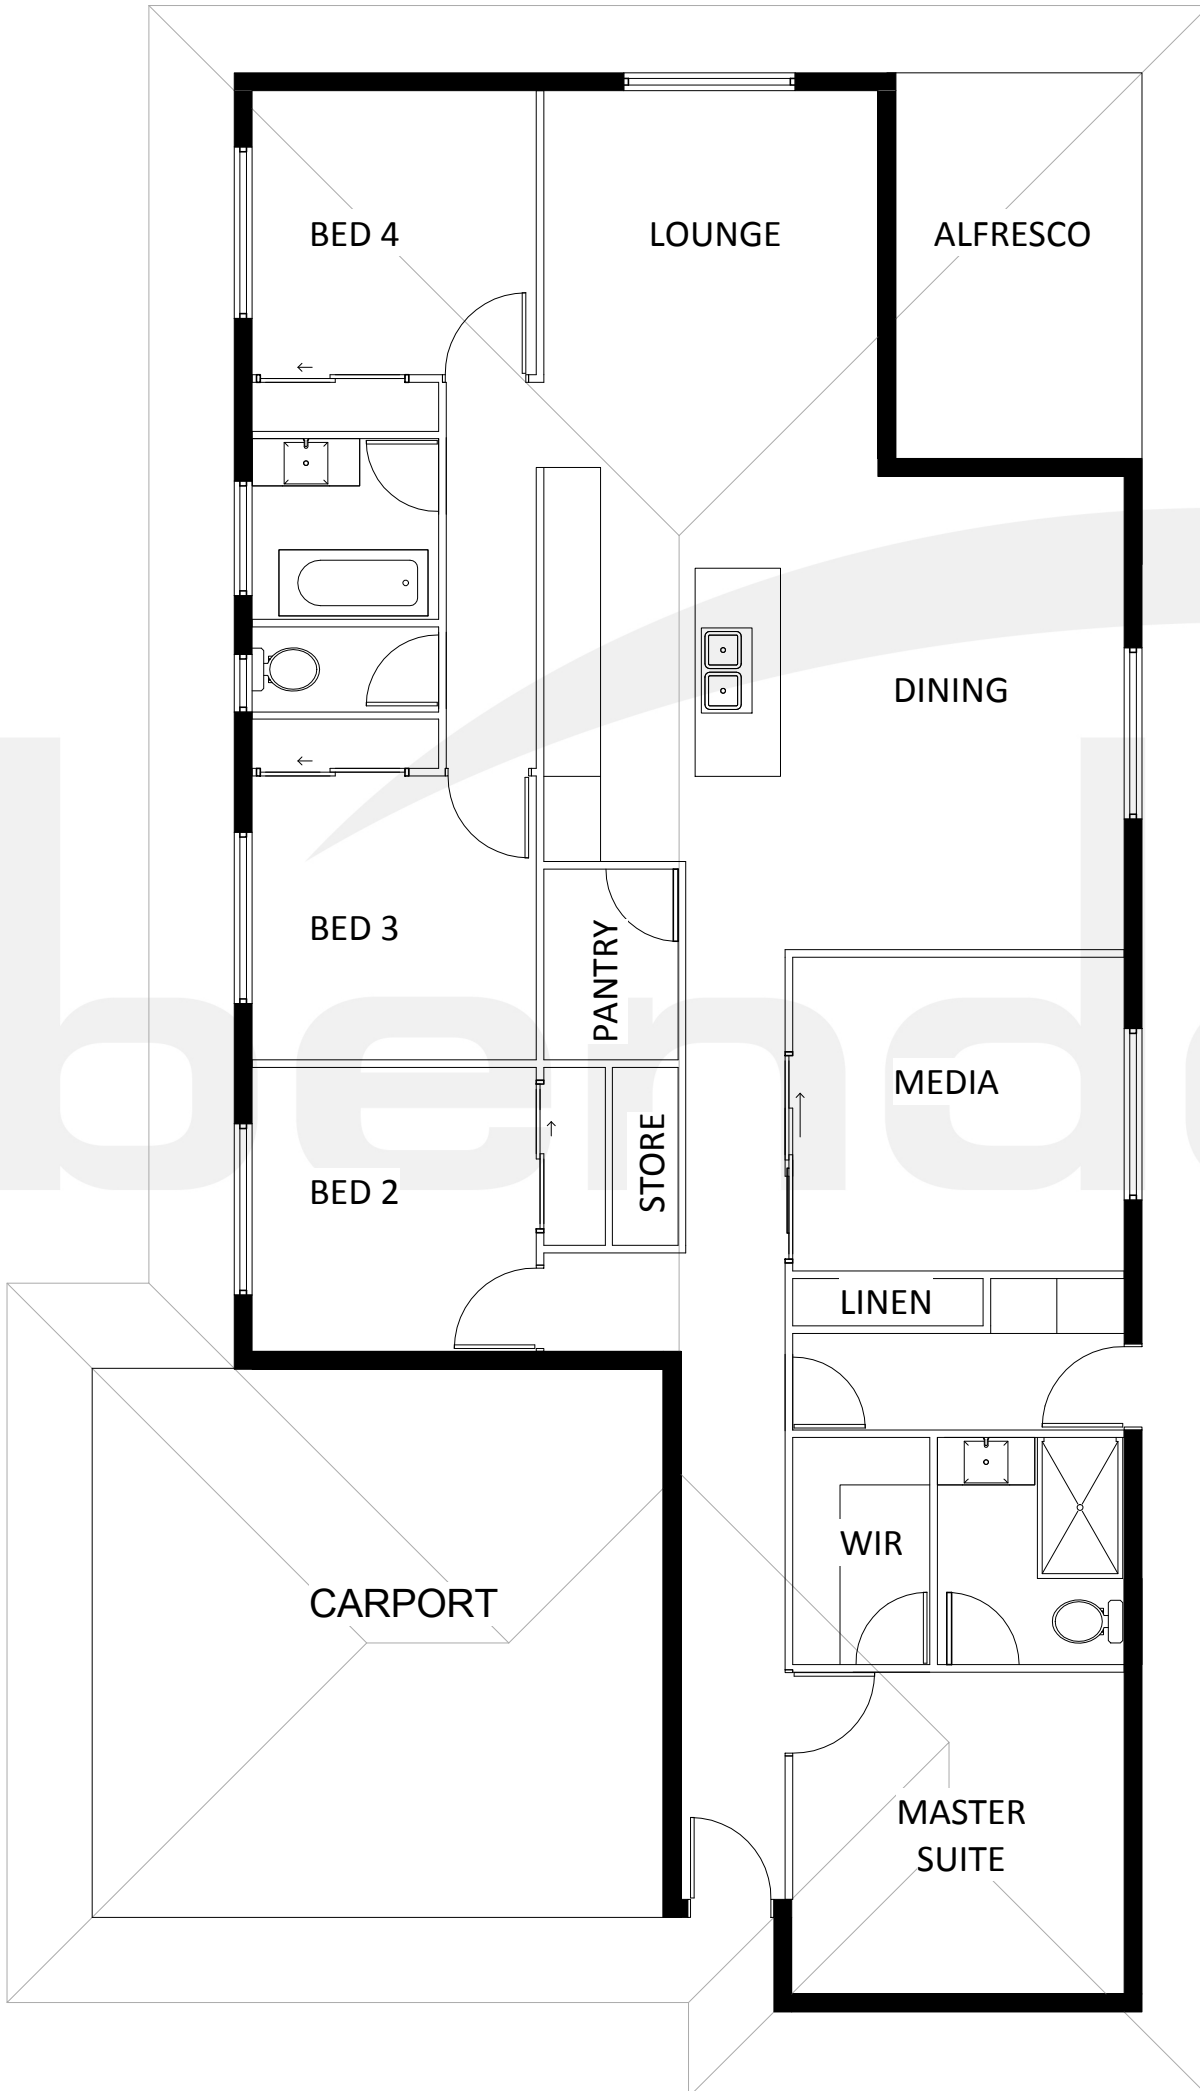 BED 4
LOUNGE
ALFRESCO
DINING
BED 3
PANTRY
MEDIA
BED 2
STORE
LINEN
WIR
CARPORT
MASTER
SUITE